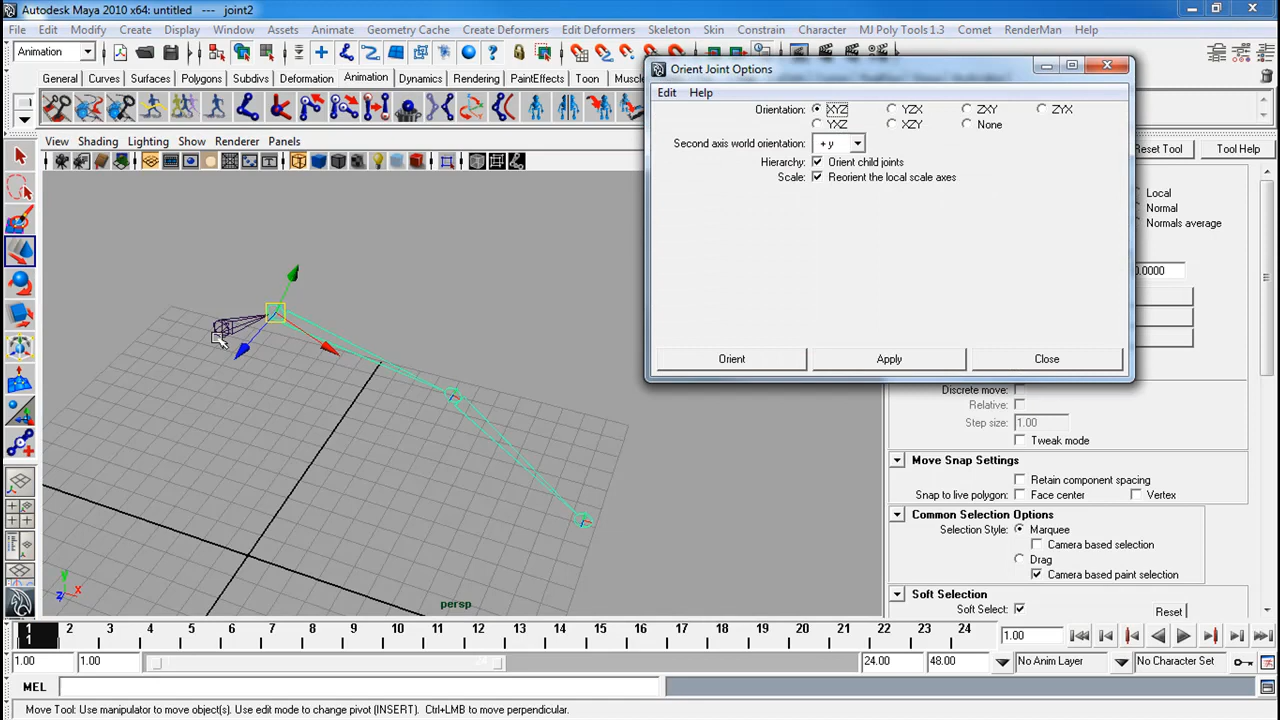 Autodesk Maya 2010 x64: untitled --- joint2
File Edit Modify Create Display Window Assets Animate Geometry Cache Create Deformers Edit Deformers Skeleton Skin Constrain Character MJ Poly Tools 1.3 Comet RenderMan Help
Animation
General Curves Surfaces Polygons Subdivs Deformation Animation Dynamics Rendering PaintEffects Toon Muscle
Orient Joint Options
Edit Help
Orientation: XYZ YZX ZXY ZYX
YXZ XZY None
Second axis world orientation: + y
Hierarchy: Orient child joints
Scale: Reorient the local scale axes
Orient Apply Close
View Shading Lighting Show Renderer Panels
Reset Tool Tool Help
Local
Normal
Normals average
0.0000
Discrete move:
Relative:
Step size: 1.00
Tweak mode
Move Snap Settings
Retain component spacing
Snap to live polygon: Face center Vertex
Common Selection Options
Selection Style: Marquee
Camera based selection
Drag
Camera based paint selection
Soft Selection
Soft Select: Reset
y
x
z
persp
1 2 3 4 5 6 7 8 9 10 11 12 13 14 15 16 17 18 19 20 21 22 23 24
1
1.00
1.00 1.00 24 24.00 48.00 No Anim Layer No Character Set
MEL
Move Tool: Use manipulator to move object(s). Use edit mode to change pivot (INSERT). Ctrl+LMB to move perpendicular.